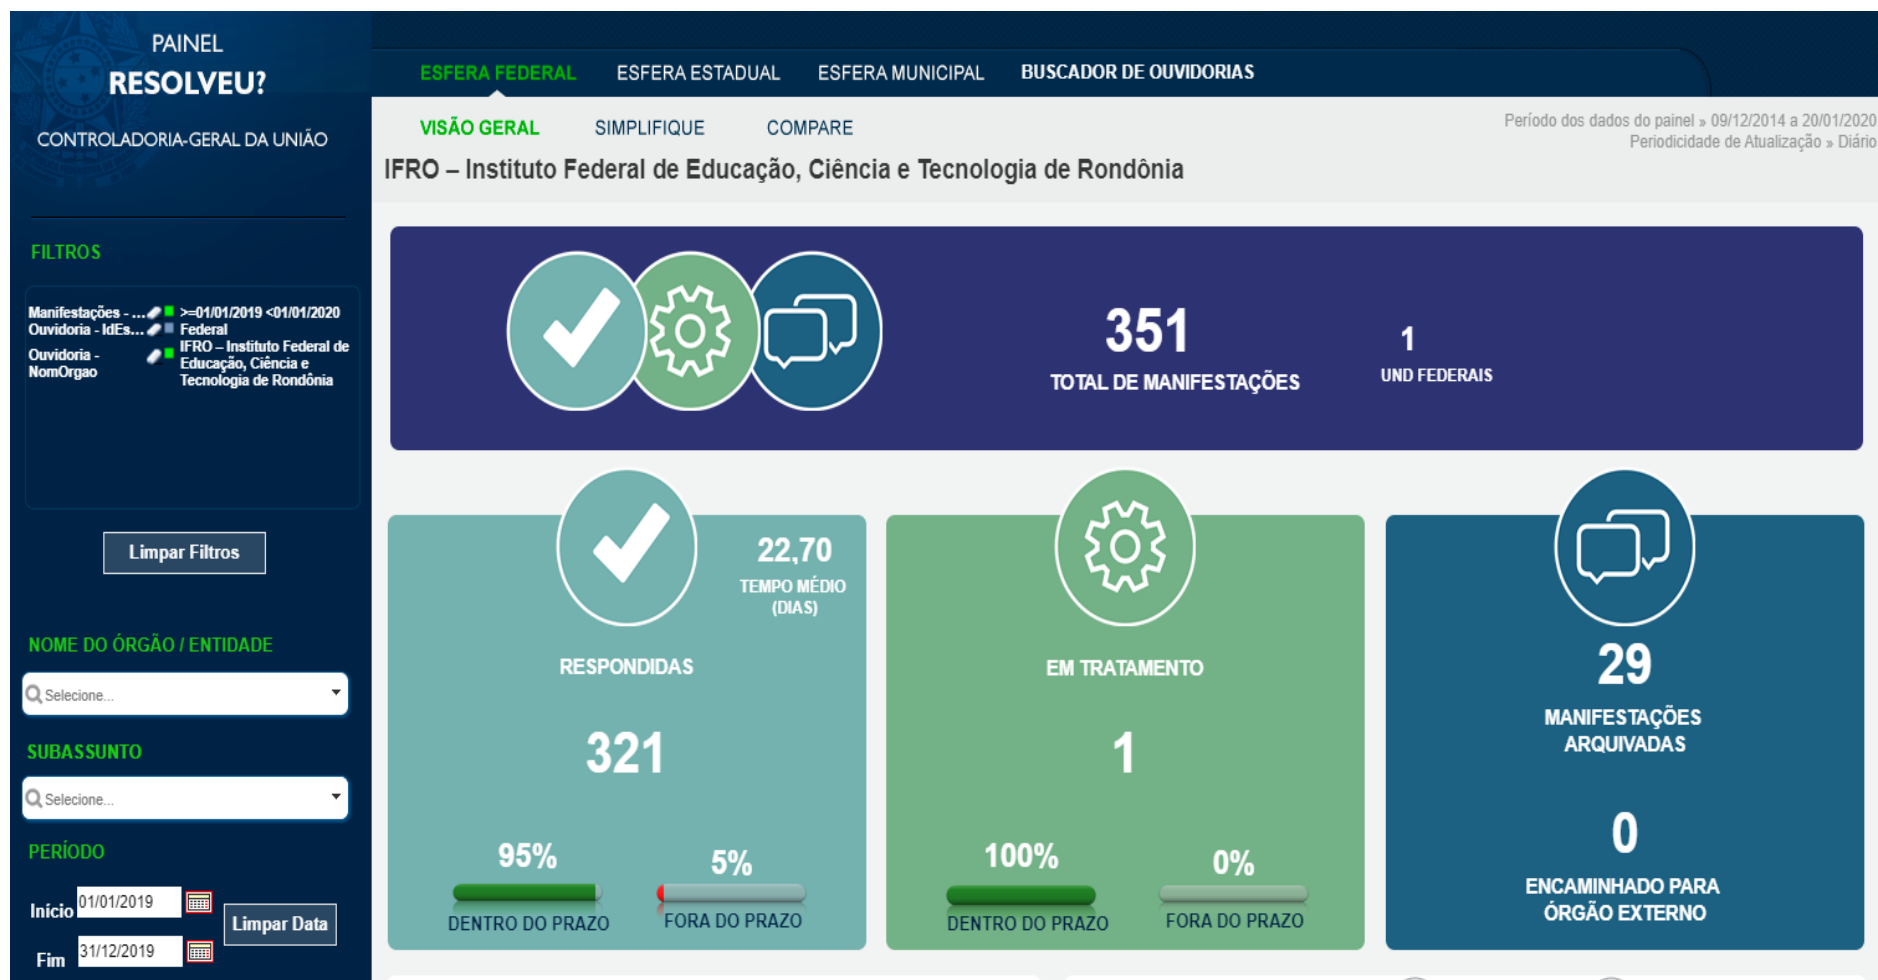 PAINEL
RESOLVEU?
CONTROLADORIA-GERAL DA UNIÃO
ESFERA FEDERAL ESFERA ESTADUAL ESFERA MUNICIPAL BUSCADOR DE OUVIDORIAS
VISÃO GERAL SIMPLIFIQUE COMPARE
Período dos dados do painel » 09/12/2014 a 20/01/2020
Periodicidade de Atualização » Diário
IFRO – Instituto Federal de Educação, Ciência e Tecnologia de Rondônia
FILTROS
Manifestações - ... >=01/01/2019 <01/01/2020
Ouvidoria - IdEs... Federal
Ouvidoria -
NomOrgao
IFRO – Instituto Federal de
Educação, Ciência e
Tecnologia de Rondônia
Limpar Filtros
NOME DO ÓRGÃO / ENTIDADE
Selecione...
SUBASSUNTO
Selecione...
PERÍODO
Início 01/01/2019
Limpar Data
Fim 31/12/2019
351
TOTAL DE MANIFESTAÇÕES
1
UND FEDERAIS
22,70
TEMPO MÉDIO
(DIAS)
RESPONDIDAS
321
95%
DENTRO DO PRAZO
5%
FORA DO PRAZO
EM TRATAMENTO
1
100%
DENTRO DO PRAZO
0%
FORA DO PRAZO
29
MANIFESTAÇÕES
ARQUIVADAS
0
ENCAMINHADO PARA
ÓRGÃO EXTERNO